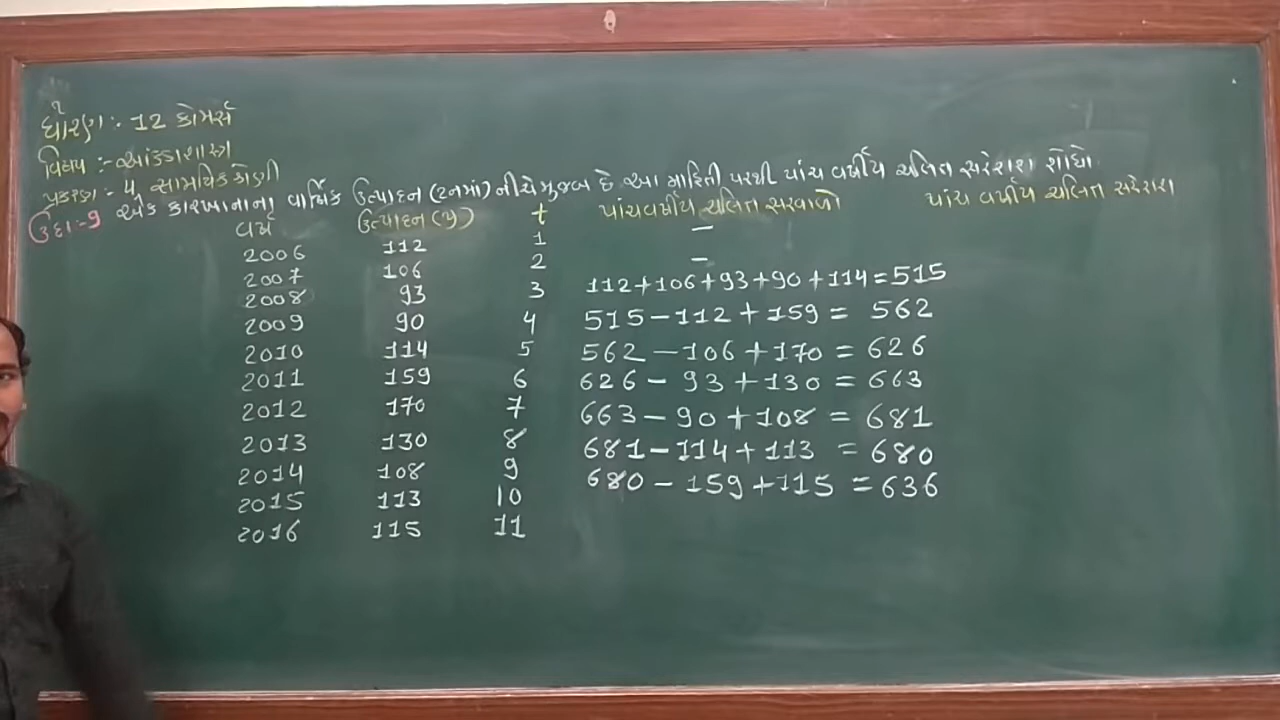 ધોરણ :- 12 કોમર્સ
વિષય :- આંકડાશાસ્ત્ર
પ્રકરણ :- 4, સામયિક શ્રેણી
ઉદા :- 9 એક કારખાનાના વાર્ષિક ઉત્પાદન (ટનમાં) નીચે મુજબ છે. આ માહિતી પરથી પાંચ વર્ષીય ચલિત સરેરાશ શોધો.
વર્ષ ઉત્પાદન (y) t પાંચવર્ષીય ચલિત સરવાળો પાંચ વર્ષીય ચલિત સરેરાશ
2006 112 1 –
2007 106 2 –
2008 93 3 112+106+93+90+114=515
2009 90 4 515-112+159= 562
2010 114 5 562-106+170=626
2011 159 6 626-93+130=663
2012 170 7 663-90+108=681
2013 130 8 681-114+113 =680
2014 108 9 680-159+115=636
2015 113 10
2016 115 11